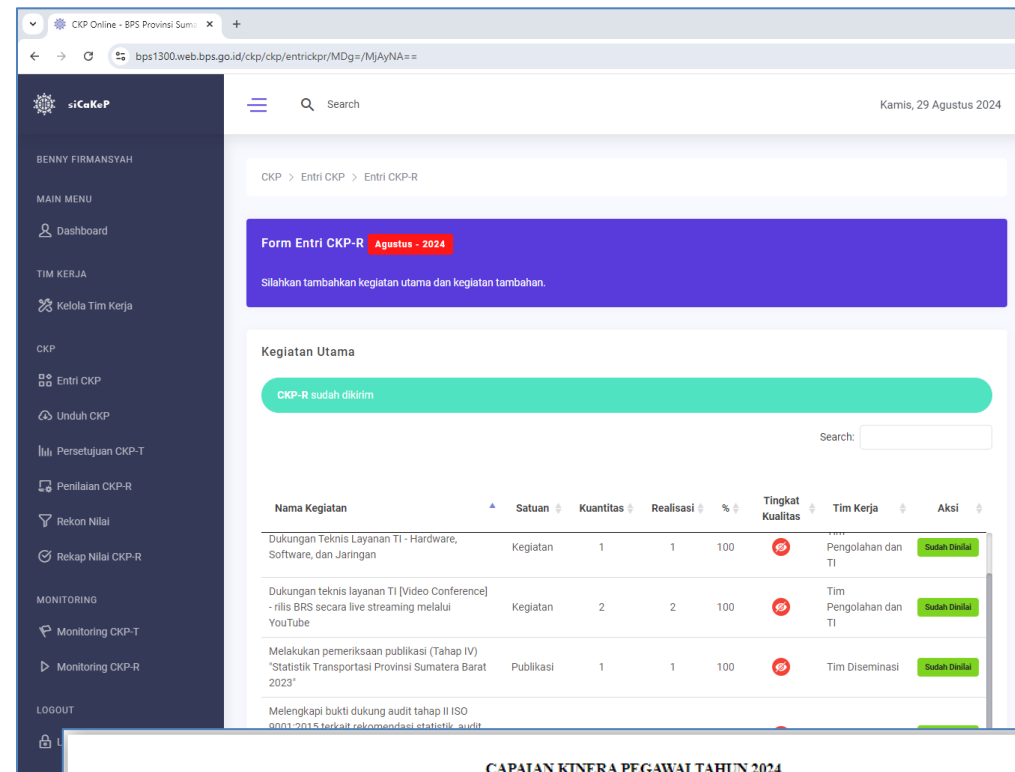 CKP Online - BPS Provinsi Suma
bps1300.web.bps.go.id/ckp/ckp/entrickpr/MDg=/MjAyNA==
siCaKeP
Search
Kamis, 29 Agustus 2024
BENNY FIRMANSYAH
MAIN MENU
Dashboard
TIM KERJA
Kelola Tim Kerja
CKP
Entri CKP
Unduh CKP
Persetujuan CKP-T
Penilaian CKP-R
Rekon Nilai
Rekap Nilai CKP-R
MONITORING
Monitoring CKP-T
Monitoring CKP-R
LOGOUT
L
CKP > Entri CKP > Entri CKP-R
Form Entri CKP-R Agustus - 2024
Silahkan tambahkan kegiatan utama dan kegiatan tambahan.
Kegiatan Utama
CKP-R sudah dikirim
Search:
Nama Kegiatan Satuan Kuantitas Realisasi % Tingkat Kualitas Tim Kerja Aksi
Dukungan Teknis Layanan TI - Hardware,
Software, dan Jaringan
Kegiatan 1 1 100
Tim
Pengolahan dan
TI
Sudah Dinilai
Dukungan teknis layanan TI [Video Conference]
- rilis BRS secara live streaming melalui
YouTube
Kegiatan 2 2 100
Tim
Pengolahan dan
TI
Sudah Dinilai
Melakukan pemeriksaan publikasi (Tahap IV)
"Statistik Transportasi Provinsi Sumatera Barat
2023"
Publikasi 1 1 100
Tim Diseminasi
Sudah Dinilai
Melengkapi bukti dukung audit tahap II ISO
9001:2015 terkait rekomendasi statistik, audit
CAPAIAN KINERJA PEGAWAI TAHUN 2024